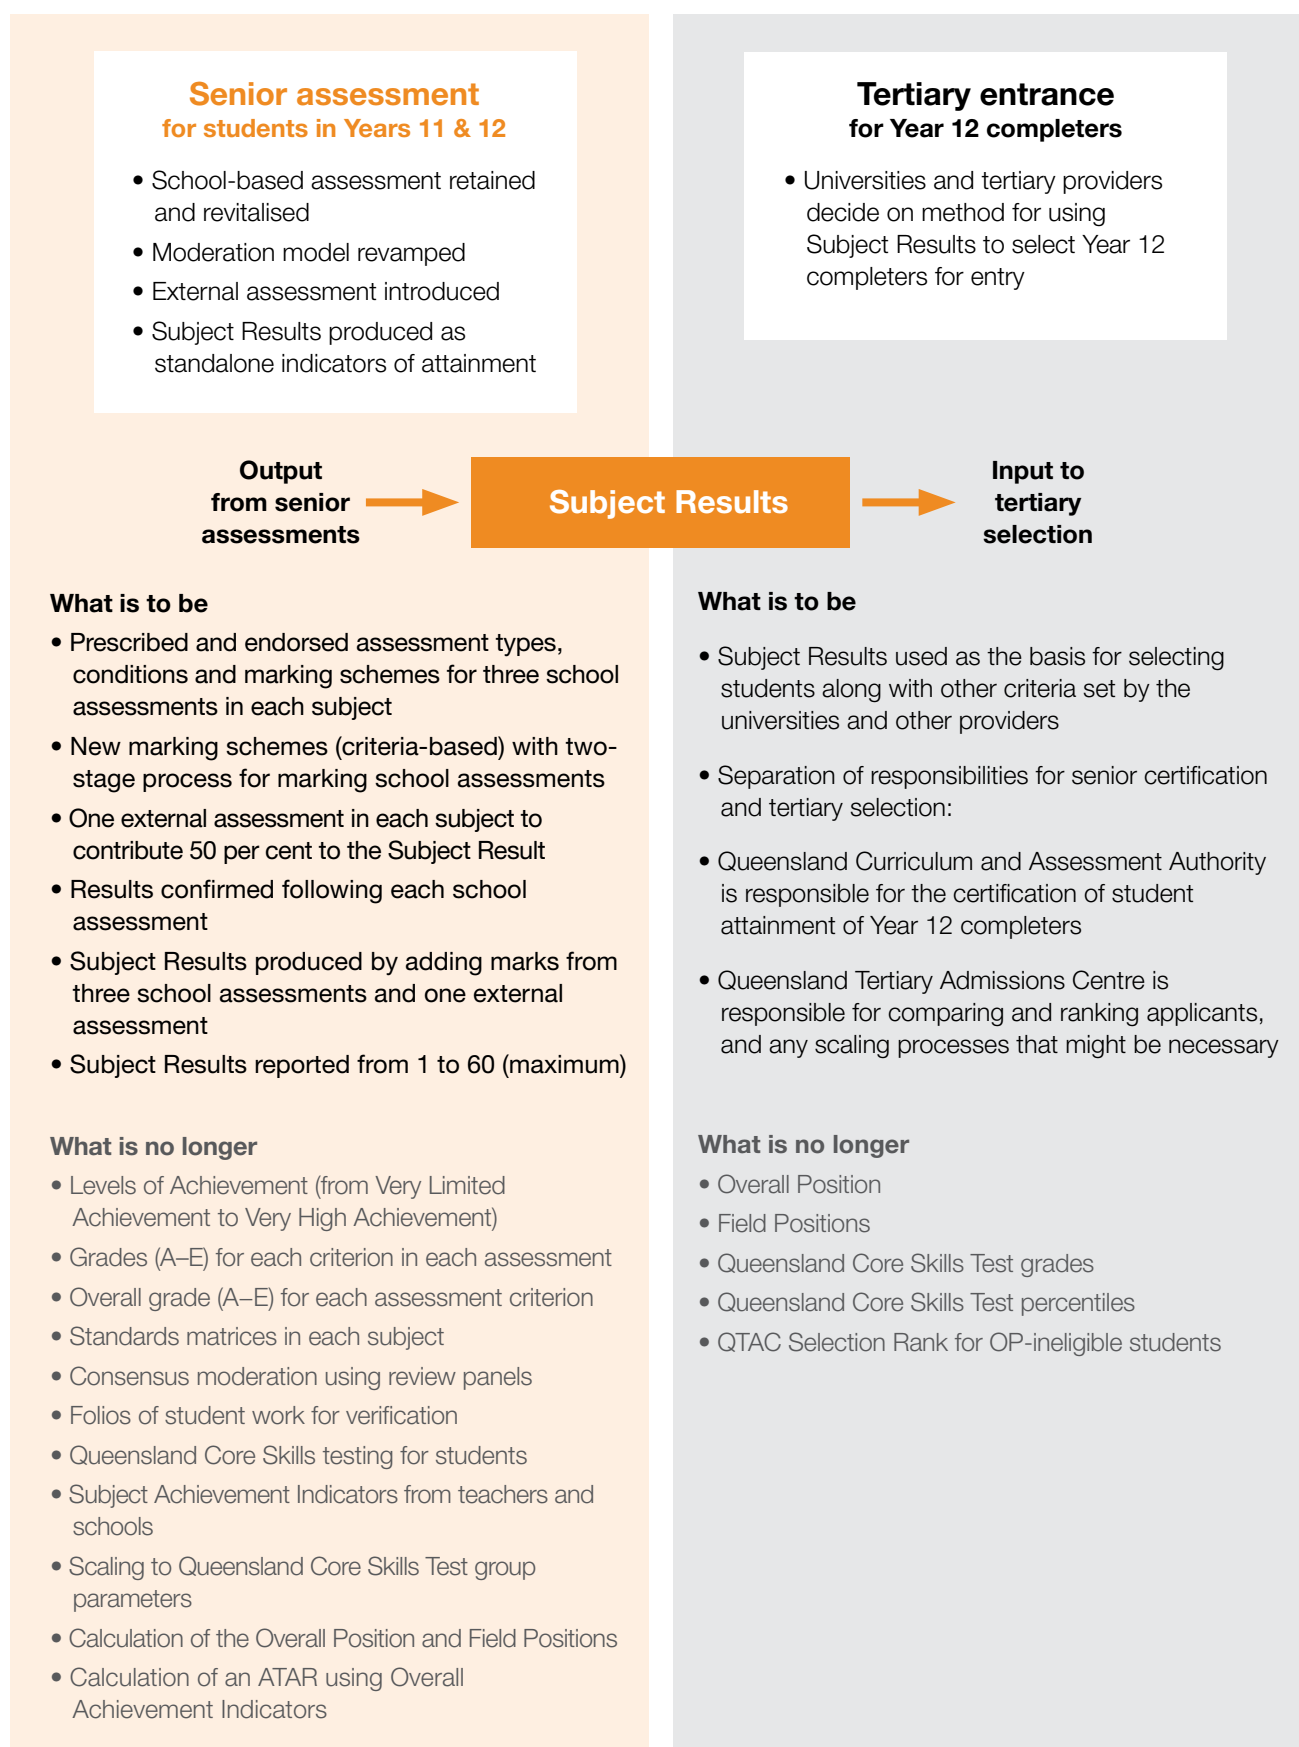 Senior assessment
for students in Years 11 & 12
• School-based assessment retained
and revitalised
• Moderation model revamped
• External assessment introduced
• Subject Results produced as
standalone indicators of attainment
Tertiary entrance
for Year 12 completers
• Universities and tertiary providers
decide on method for using
Subject Results to select Year 12
completers for entry
Output
from senior
assessments
Subject Results
Input to
tertiary
selection
What is to be
• Prescribed and endorsed assessment types,
conditions and marking schemes for three school
assessments in each subject
• New marking schemes (criteria-based) with two-
stage process for marking school assessments
• One external assessment in each subject to
contribute 50 per cent to the Subject Result
• Results confirmed following each school
assessment
• Subject Results produced by adding marks from
three school assessments and one external
assessment
• Subject Results reported from 1 to 60 (maximum)
What is no longer
• Levels of Achievement (from Very Limited
Achievement to Very High Achievement)
• Grades (A–E) for each criterion in each assessment
• Overall grade (A–E) for each assessment criterion
• Standards matrices in each subject
• Consensus moderation using review panels
• Folios of student work for verification
• Queensland Core Skills testing for students
• Subject Achievement Indicators from teachers and
schools
• Scaling to Queensland Core Skills Test group
parameters
• Calculation of the Overall Position and Field Positions
• Calculation of an ATAR using Overall
Achievement Indicators
What is to be
• Subject Results used as the basis for selecting
students along with other criteria set by the
universities and other providers
• Separation of responsibilities for senior certification
and tertiary selection:
• Queensland Curriculum and Assessment Authority
is responsible for the certification of student
attainment of Year 12 completers
• Queensland Tertiary Admissions Centre is
responsible for comparing and ranking applicants,
and any scaling processes that might be necessary
What is no longer
• Overall Position
• Field Positions
• Queensland Core Skills Test grades
• Queensland Core Skills Test percentiles
• QTAC Selection Rank for OP-ineligible students